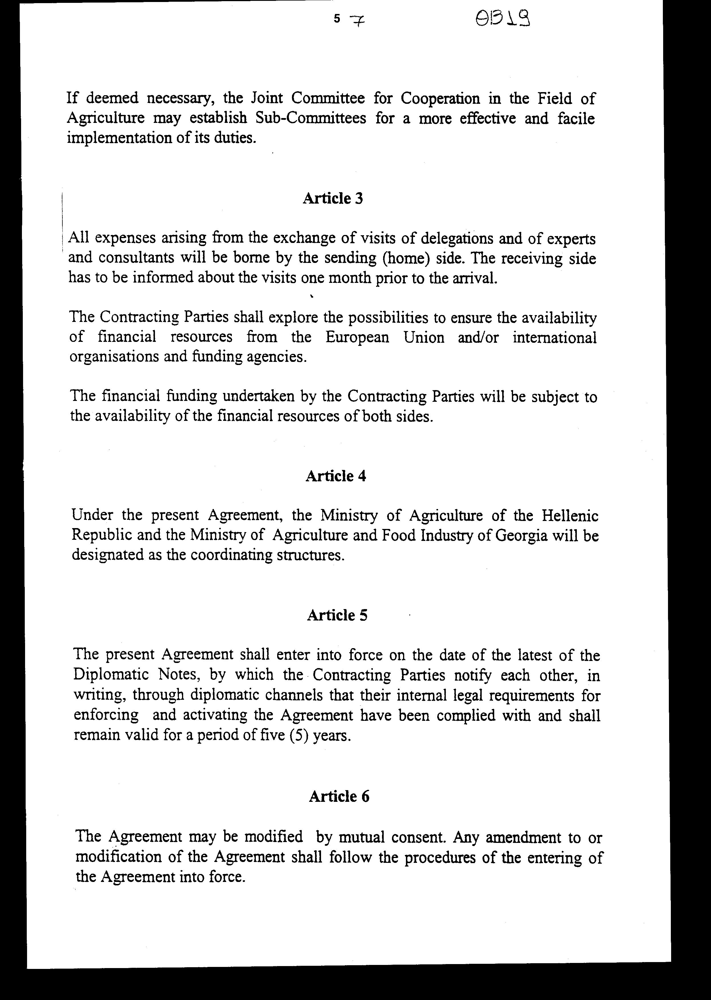 5 7 ΘΒ19
If deemed necessary, the Joint Committee for Cooperation in the Field of
Agriculture may establish Sub-Committees for a more effective and facile
implementation of its duties.
Article 3
All expenses arising from the exchange of visits of delegations and of experts
and consultants will be borne by the sending (home) side. The receiving side
has to be informed about the visits one month prior to the arrival.
The Contracting Parties shall explore the possibilities to ensure the availability
of financial resources from the European Union and/or international
organisations and funding agencies.
The financial funding undertaken by the Contracting Parties will be subject to
the availability of the financial resources of both sides.
Article 4
Under the present Agreement, the Ministry of Agriculture of the Hellenic
Republic and the Ministry of Agriculture and Food Industry of Georgia will be
designated as the coordinating structures.
Article 5
The present Agreement shall enter into force on the date of the latest of the
Diplomatic Notes, by which the Contracting Parties notify each other, in
writing, through diplomatic channels that their internal legal requirements for
enforcing and activating the Agreement have been complied with and shall
remain valid for a period of five (5) years.
Article 6
The Agreement may be modified by mutual consent. Any amendment to or
modification of the Agreement shall follow the procedures of the entering of
the Agreement into force.